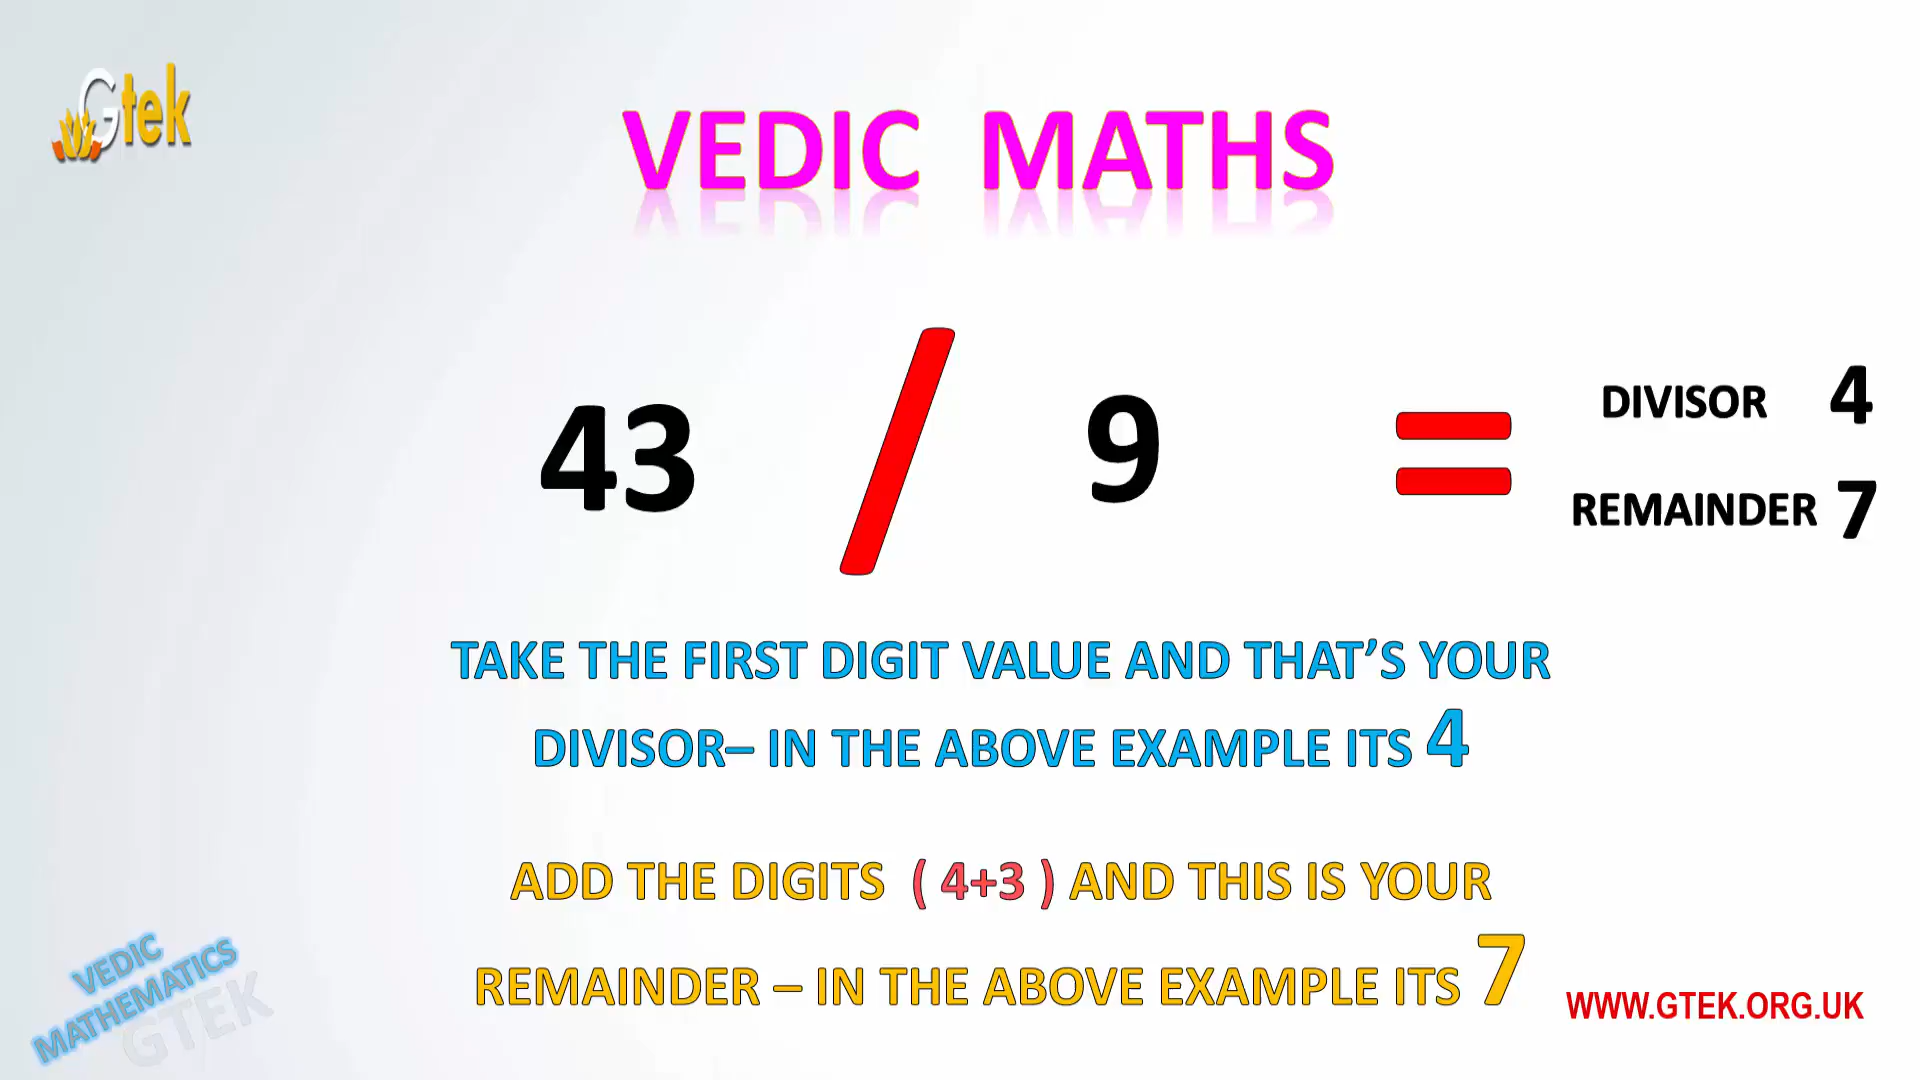 Gtek
VEDIC MATHS
43 / 9 =
DIVISOR 4
REMAINDER 7
TAKE THE FIRST DIGIT VALUE AND THAT’S YOUR
DIVISOR– IN THE ABOVE EXAMPLE ITS 4
ADD THE DIGITS ( 4+3 ) AND THIS IS YOUR
REMAINDER – IN THE ABOVE EXAMPLE ITS 7
VEDIC
MATHEMATICS
GTEK
WWW.GTEK.ORG.UK